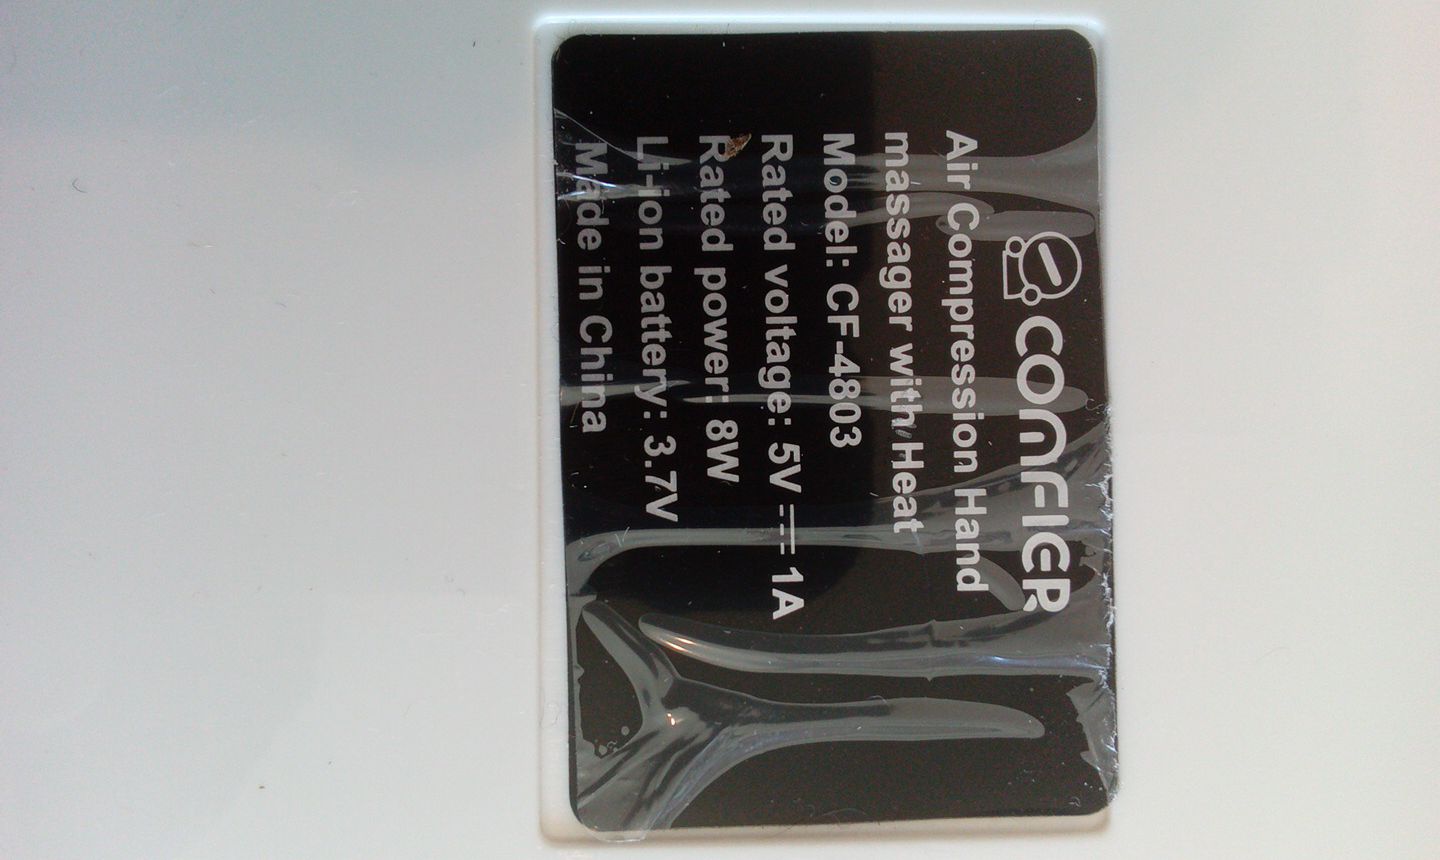 COMFIER
Air Compression Hand
massager with Heat
Model: CF-4803
Rated voltage: 5V ⎓ 1A
Rated power: 8W
Li-ion battery: 3.7V
Made in China